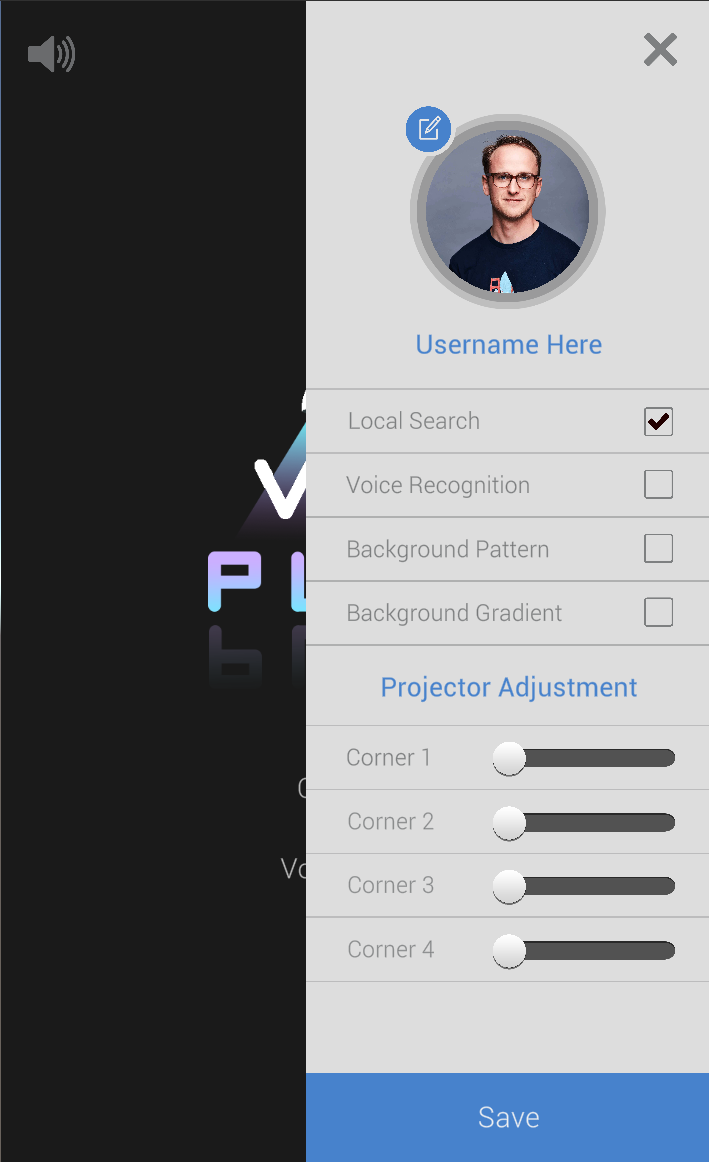 Username Here
Local Search
Voice Recognition
Background Pattern
Background Gradient
Projector Adjustment
Corner 1
Corner 2
Corner 3
Corner 4
Save